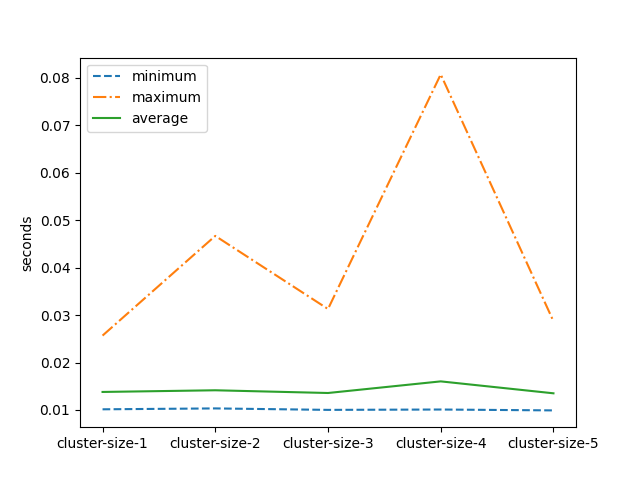 minimum
maximum
average
0.08
0.07
0.06
0.05
0.04
0.03
0.02
0.01
seconds
cluster-size-1 cluster-size-2 cluster-size-3 cluster-size-4 cluster-size-5